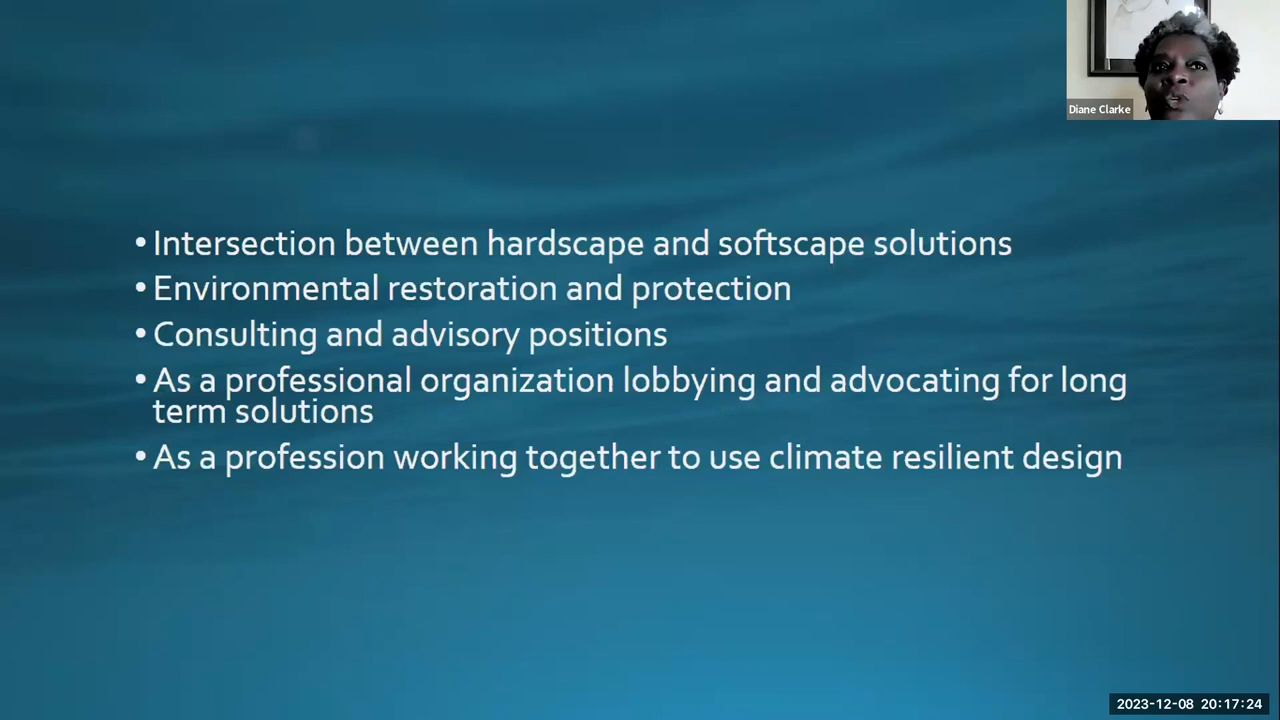 Diane Clarke
• Intersection between hardscape and softscape solutions
• Environmental restoration and protection
• Consulting and advisory positions
• As a professional organization lobbying and advocating for long
term solutions
• As a profession working together to use climate resilient design
2023-12-08 20:17:24